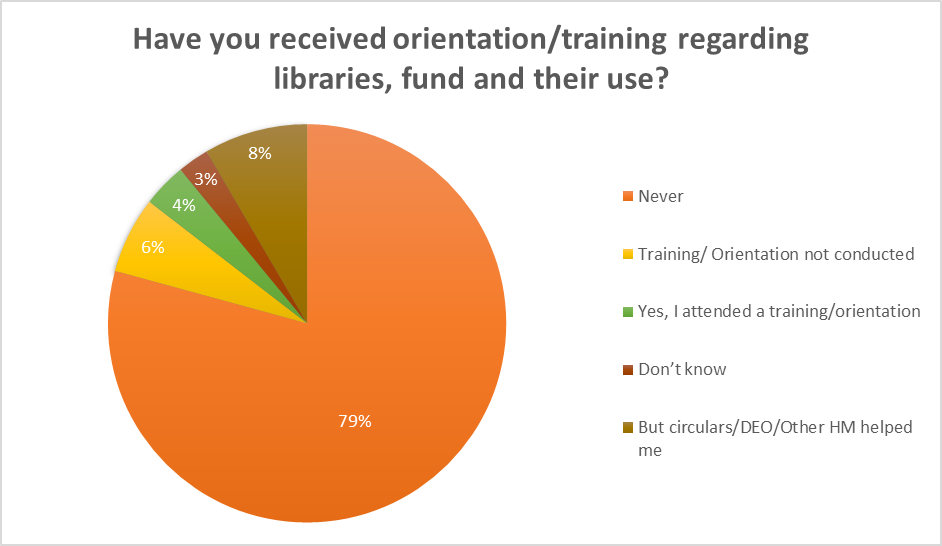 Have you received orientation/training regarding
libraries, fund and their use?
8%
3%
4%
6%
79%
Never
Training/ Orientation not conducted
Yes, I attended a training/orientation
Don’t know
But circulars/DEO/Other HM helped
me